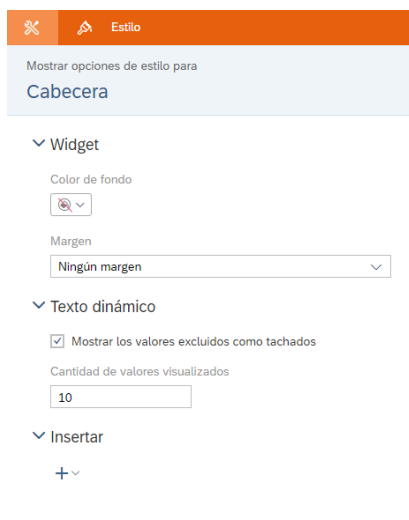 Estilo
Mostrar opciones de estilo para
Cabecera
Widget
Color de fondo
Margen
Ningún margen
Texto dinámico
Mostrar los valores excluidos como tachados
Cantidad de valores visualizados
10
Insertar